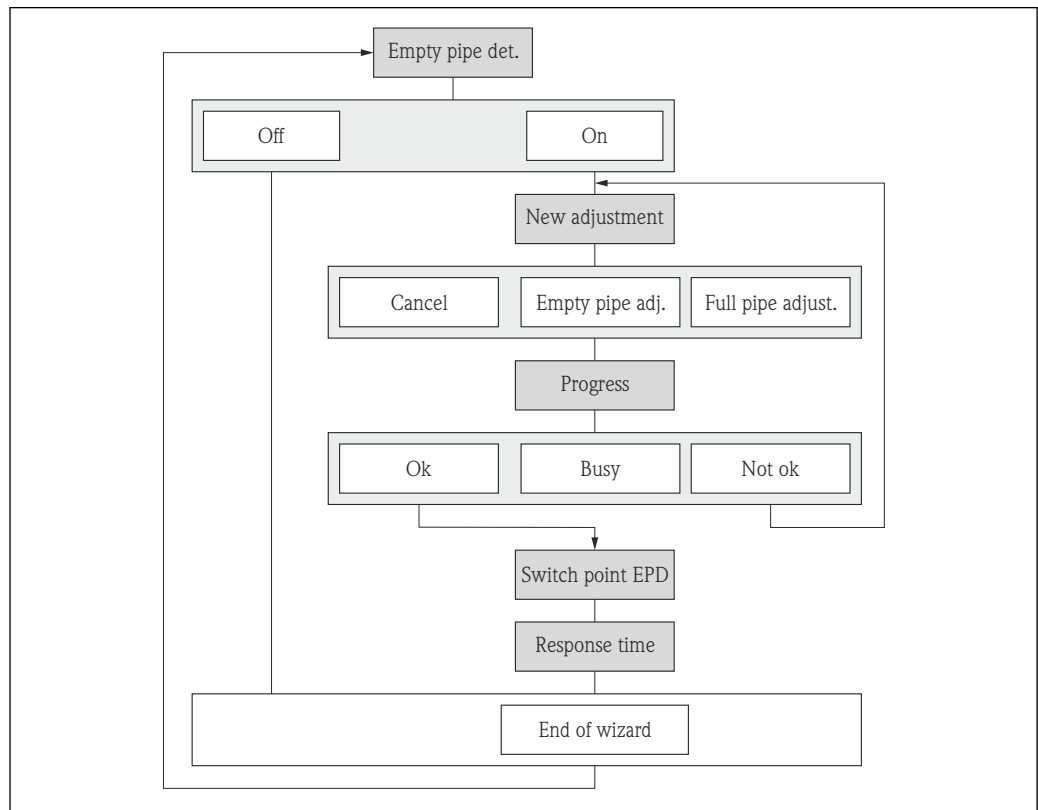 Empty pipe det.
Off
On
New adjustment
Cancel
Empty pipe adj.
Full pipe adjust.
Progress
Ok
Busy
Not ok
Switch point EPD
Response time
End of wizard